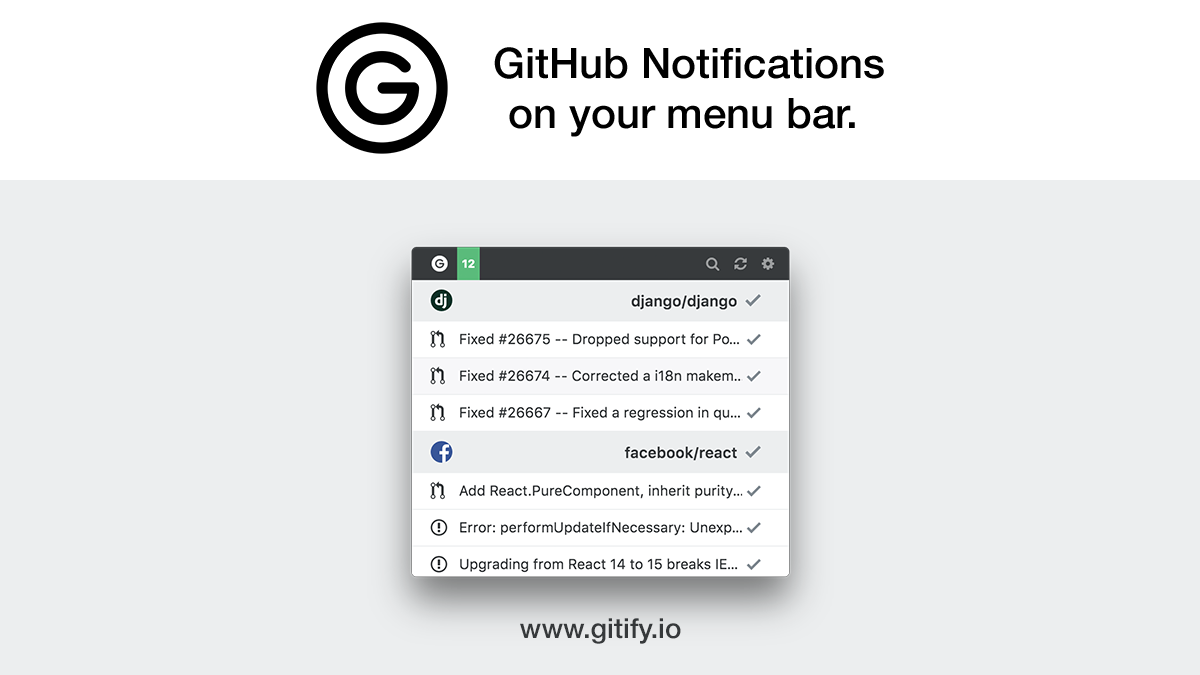 G
GitHub Notifications
on your menu bar.
G 12
dj django/django
Fixed #26675 -- Dropped support for Po...
Fixed #26674 -- Corrected a i18n makem..
Fixed #26667 -- Fixed a regression in qu...
f facebook/react
Add React.PureComponent, inherit purity...
Error: performUpdateIfNecessary: Unexp...
Upgrading from React 14 to 15 breaks IE...
www.gitify.io